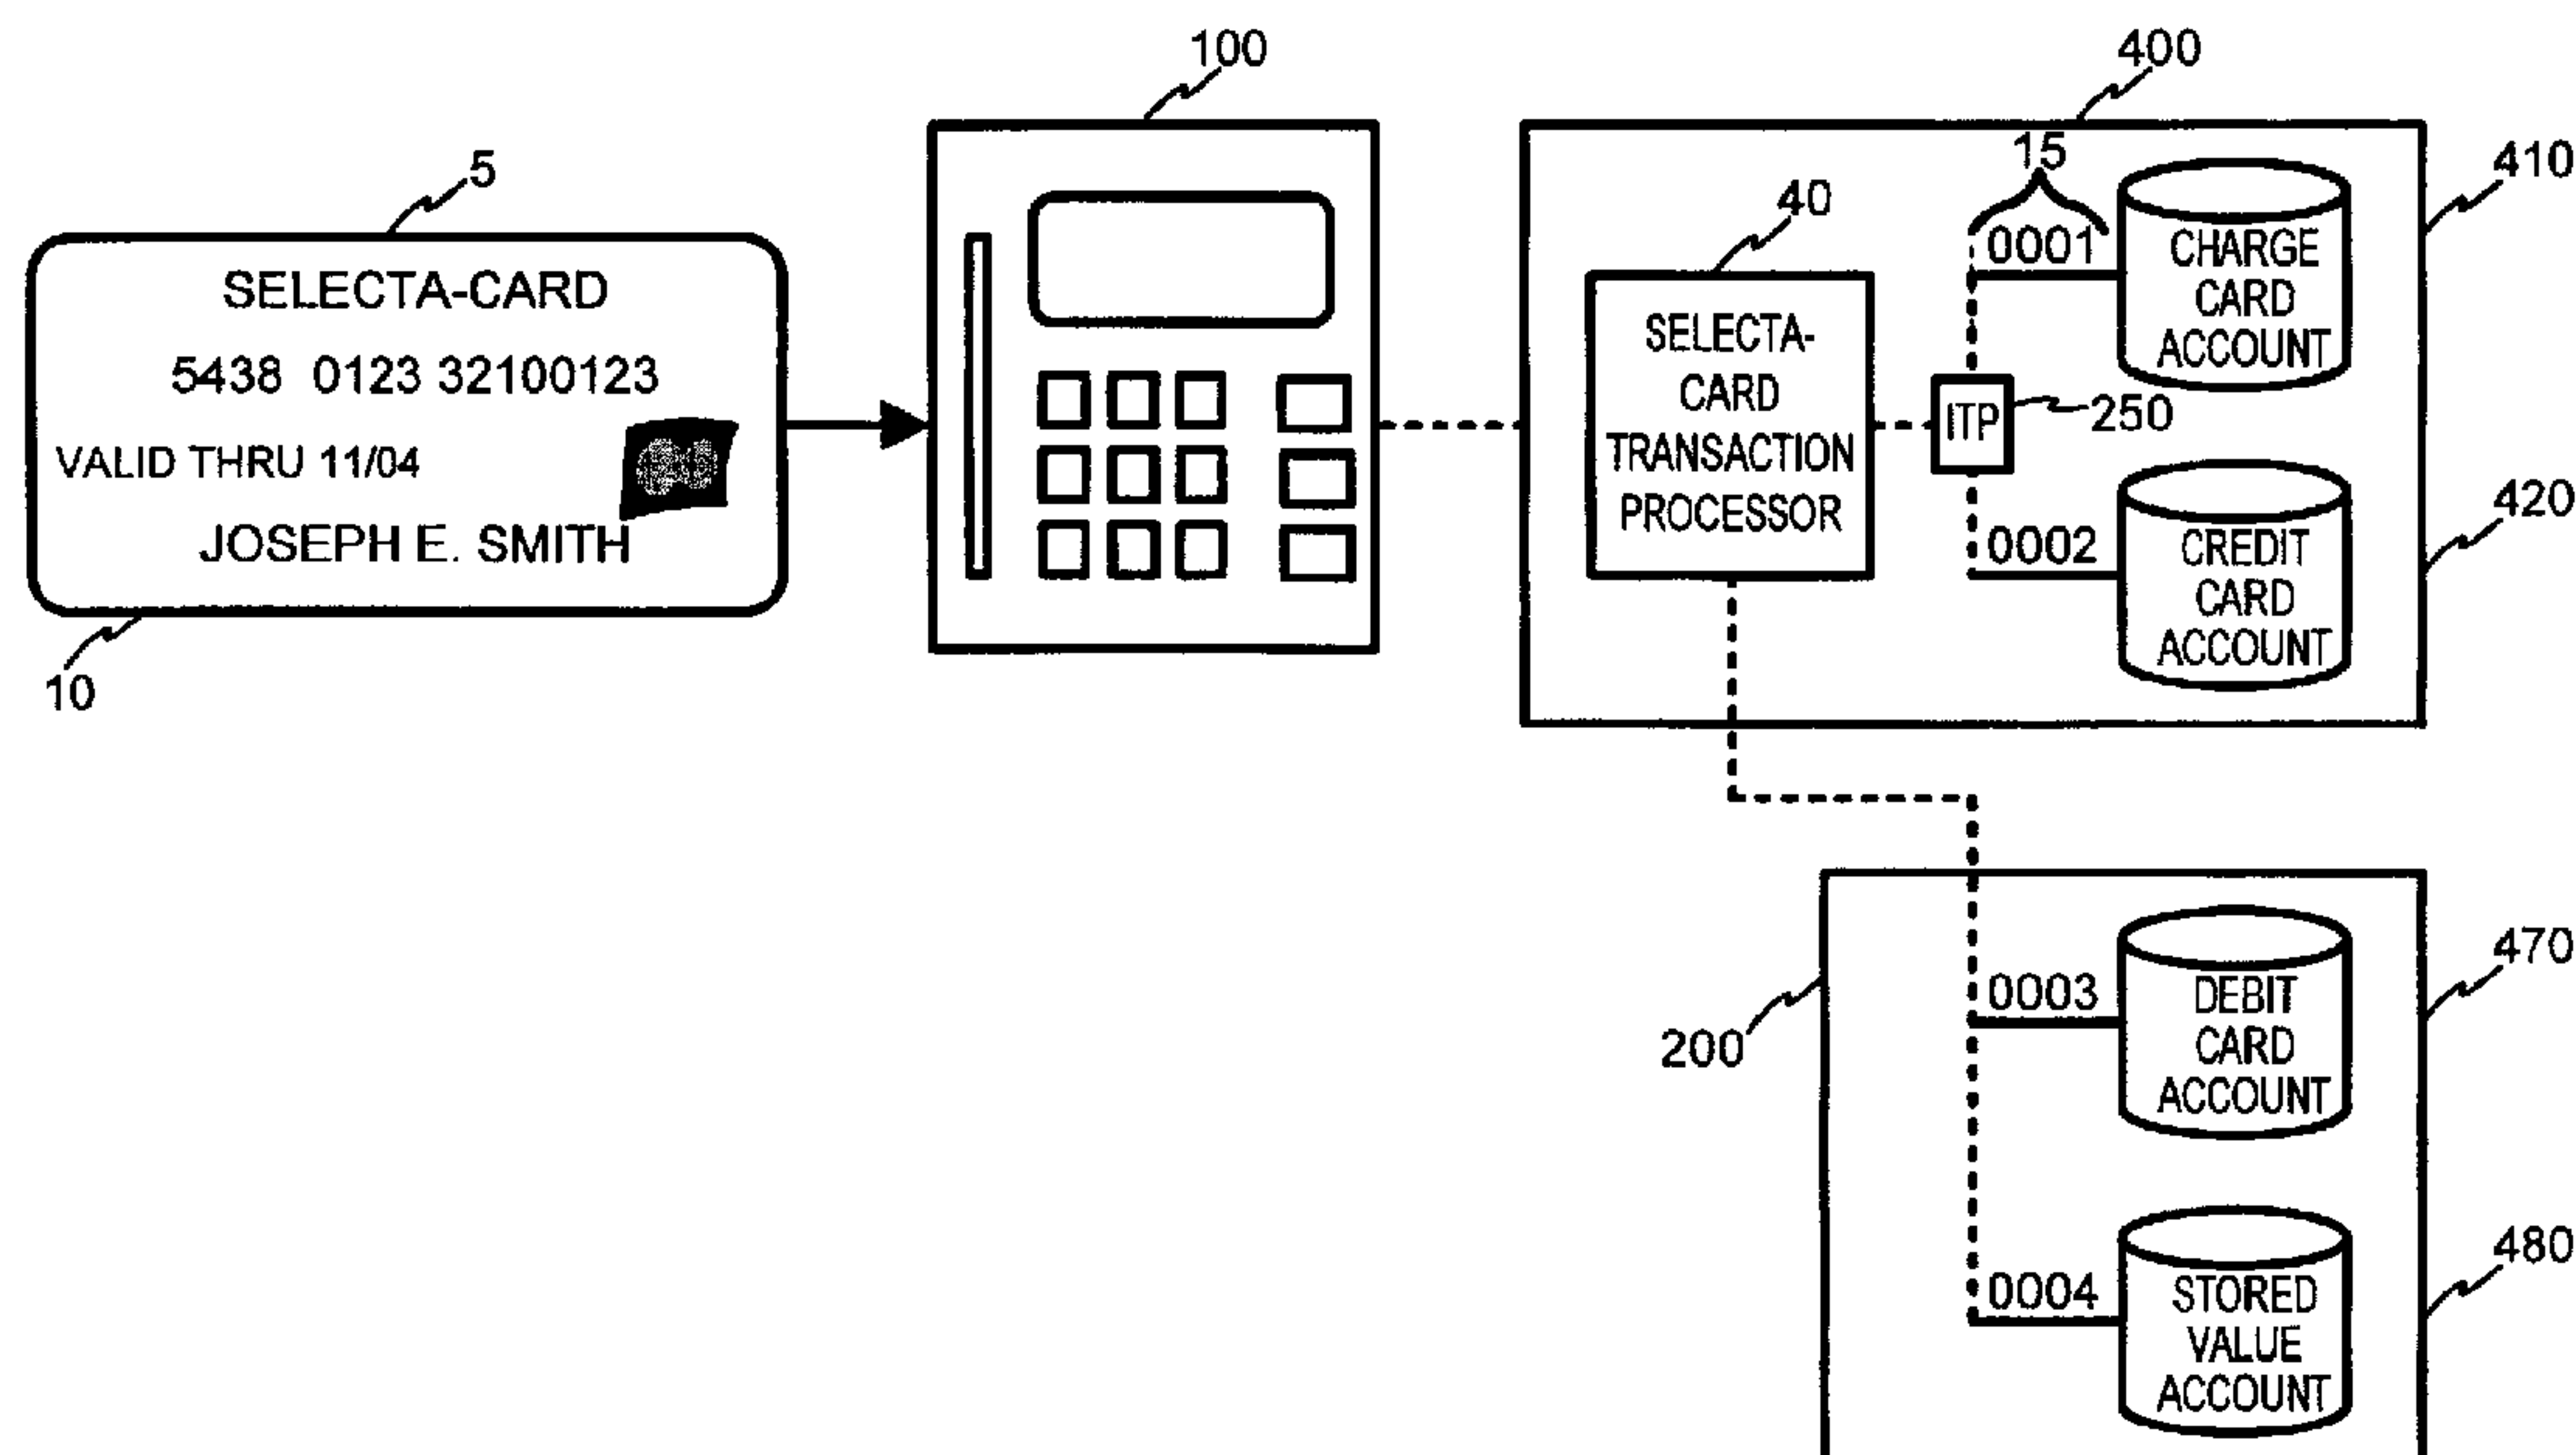 100
400
5
15
410
40
SELECTA-CARD
5438 0123 32100123
VALID THRU 11/04
JOSEPH E. SMITH
10
SELECTA-
CARD
TRANSACTION
PROCESSOR
0001
CHARGE
CARD
ACCOUNT
ITP
250
420
0002
CREDIT
CARD
ACCOUNT
470
200
0003
DEBIT
CARD
ACCOUNT
480
0004
STORED
VALUE
ACCOUNT